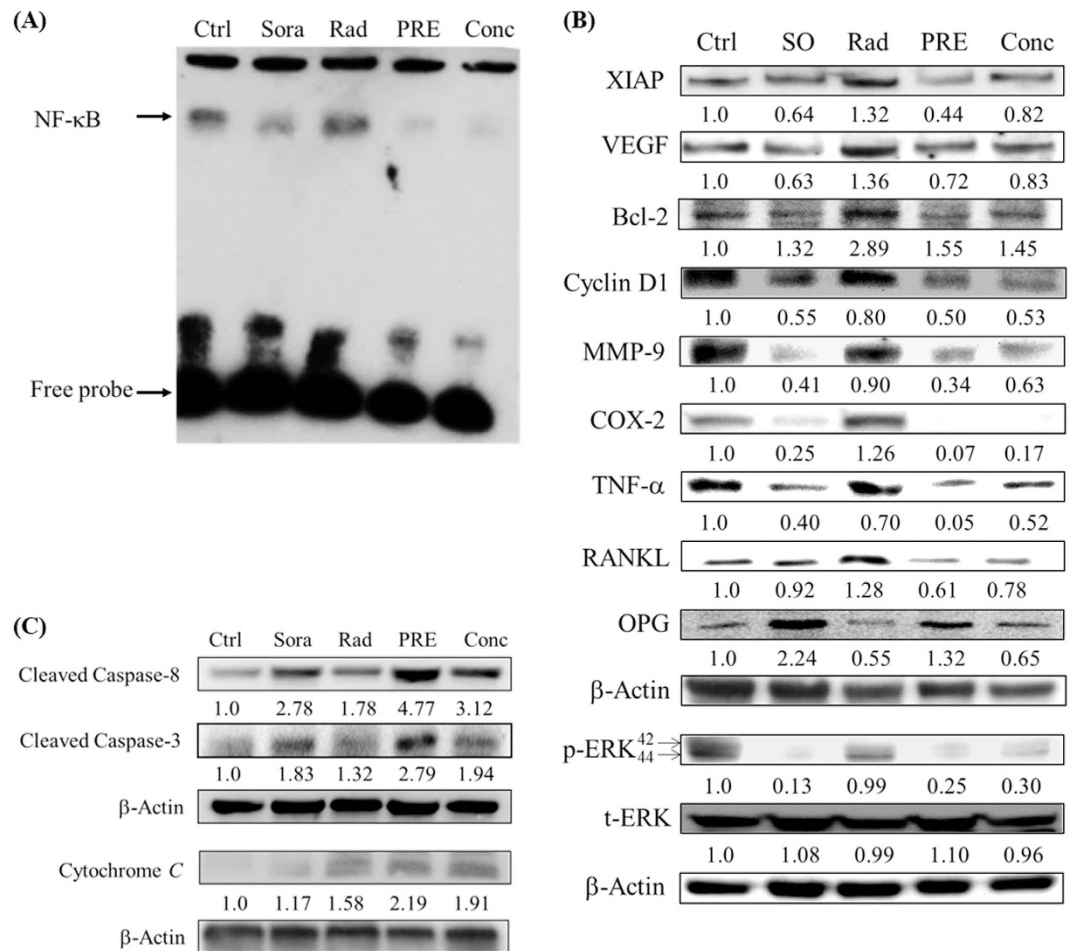 (A)
Ctrl Sora Rad PRE Conc
NF-κB
Free probe
(B)
Ctrl SO Rad PRE Conc
XIAP
1.0 0.64 1.32 0.44 0.82
VEGF
1.0 0.63 1.36 0.72 0.83
Bcl-2
1.0 1.32 2.89 1.55 1.45
Cyclin D1
1.0 0.55 0.80 0.50 0.53
MMP-9
1.0 0.41 0.90 0.34 0.63
COX-2
1.0 0.25 1.26 0.07 0.17
TNF-α
1.0 0.40 0.70 0.05 0.52
RANKL
1.0 0.92 1.28 0.61 0.78
OPG
1.0 2.24 0.55 1.32 0.65
β-Actin
p-ERK 42
44
1.0 0.13 0.99 0.25 0.30
t-ERK
1.0 1.08 0.99 1.10 0.96
β-Actin
(C)
Ctrl Sora Rad PRE Conc
Cleaved Caspase-8
1.0 2.78 1.78 4.77 3.12
Cleaved Caspase-3
1.0 1.83 1.32 2.79 1.94
β-Actin
Cytochrome C
1.0 1.17 1.58 2.19 1.91
β-Actin